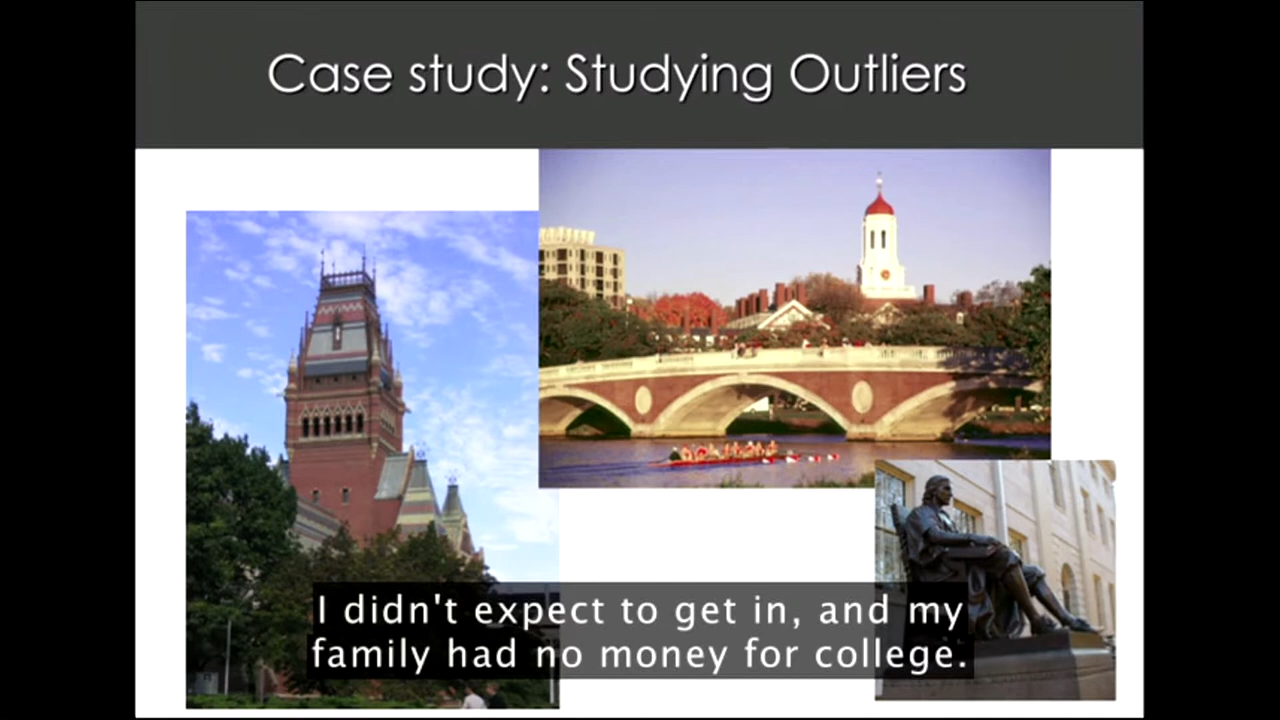 Case study: Studying Outliers
I didn't expect to get in, and my
family had no money for college.